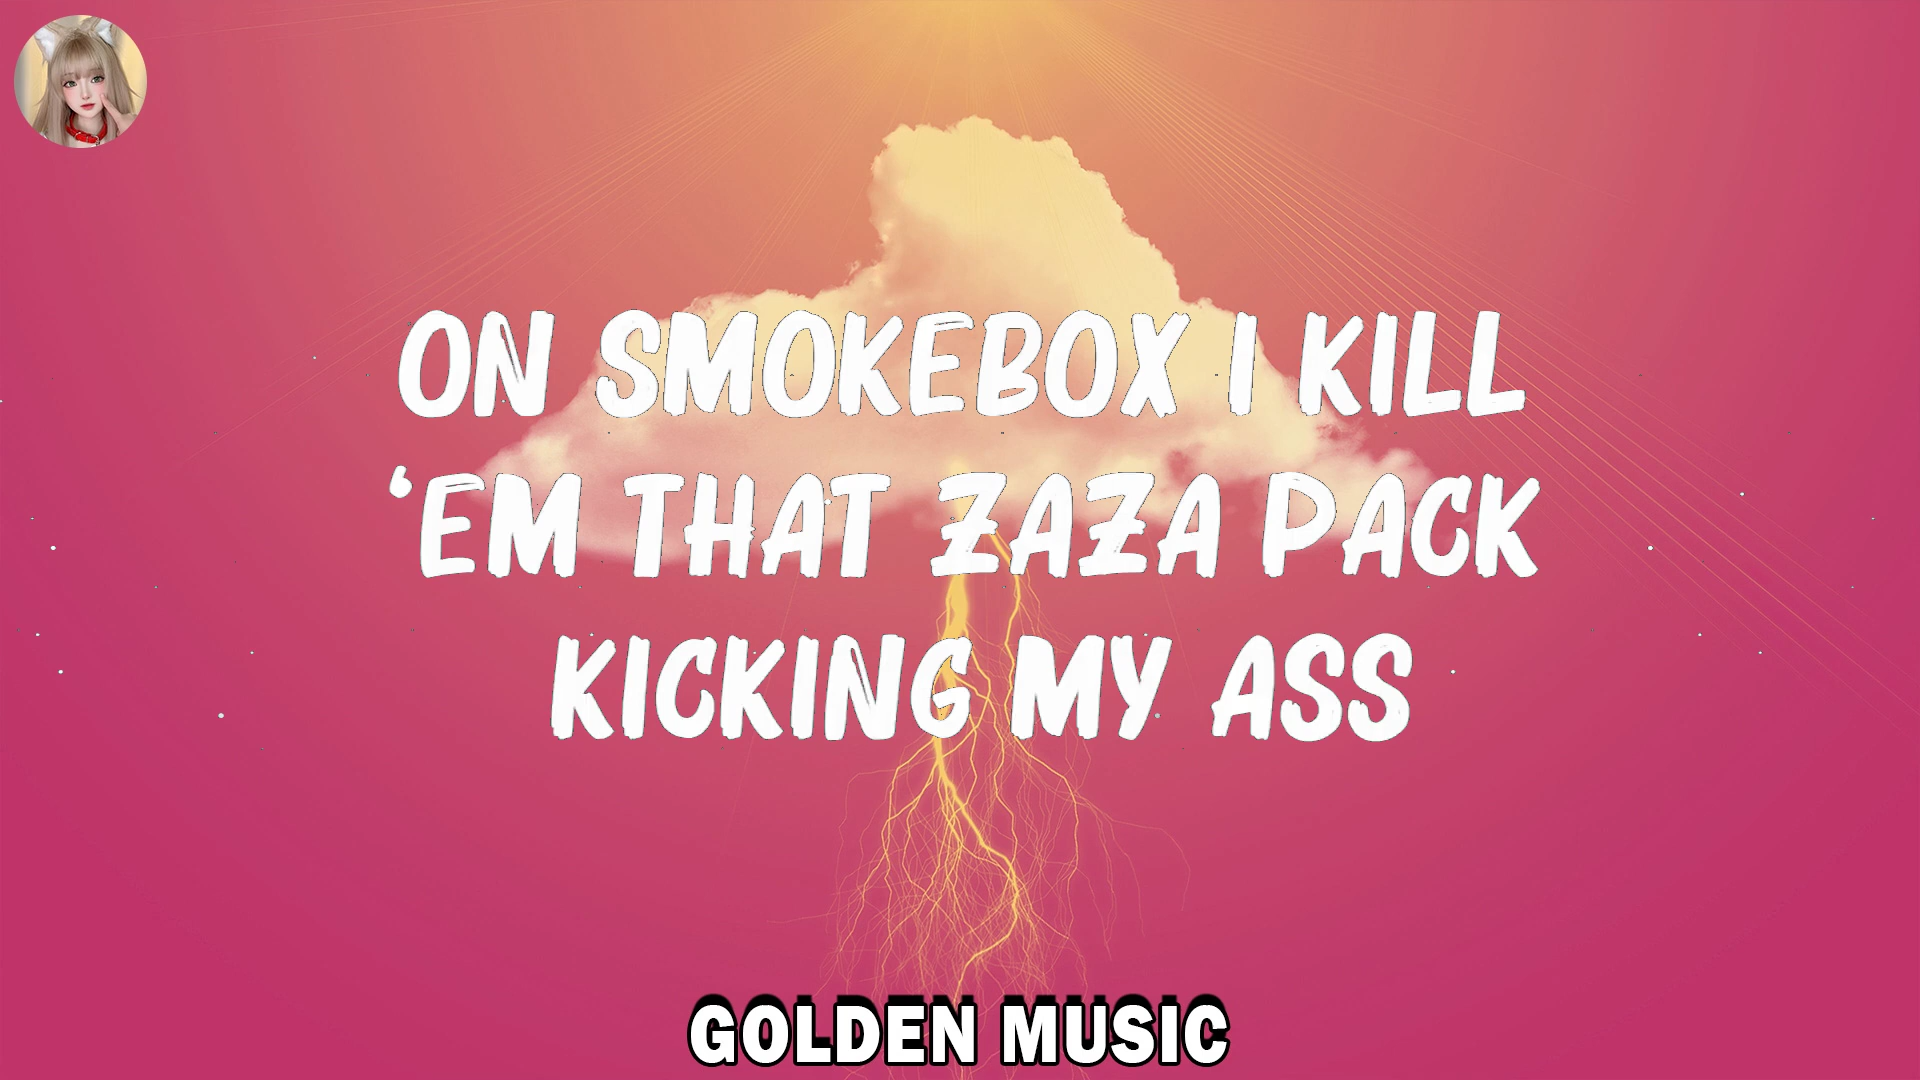 ON SMOKEBOX I KILL
‘EM THAT ZAZA PACK
KICKING MY ASS
GOLDEN MUSIC